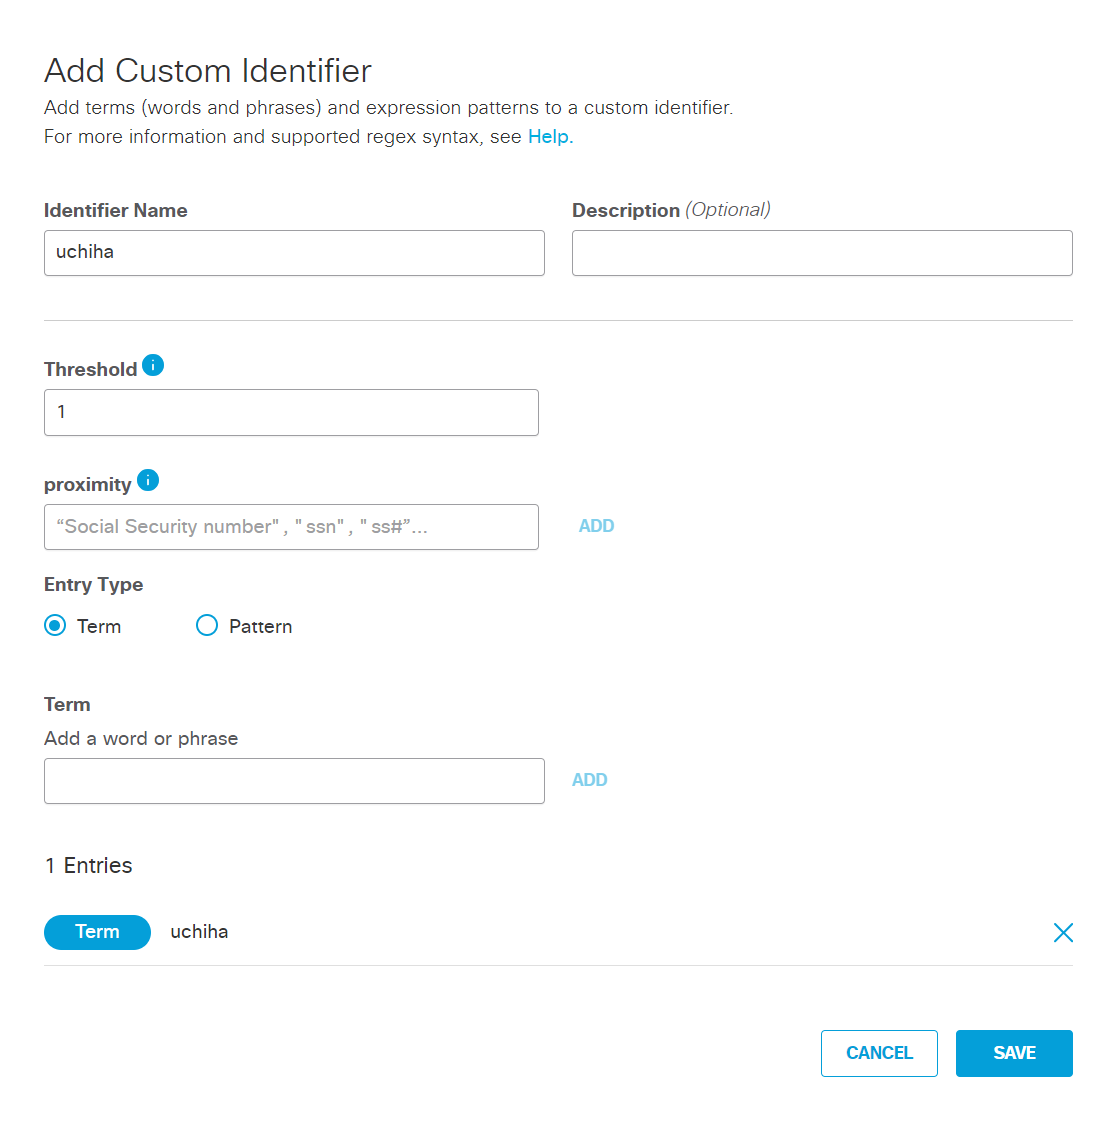 Add Custom Identifier
Add terms (words and phrases) and expression patterns to a custom identifier.
For more information and supported regex syntax, see Help.
Identifier Name
Description (Optional)
uchiha
Threshold i
1
proximity i
“Social Security number" , " ssn" , " ss#”...
ADD
Entry Type
Term
Pattern
Term
Add a word or phrase
ADD
1 Entries
Term uchiha
CANCEL
SAVE